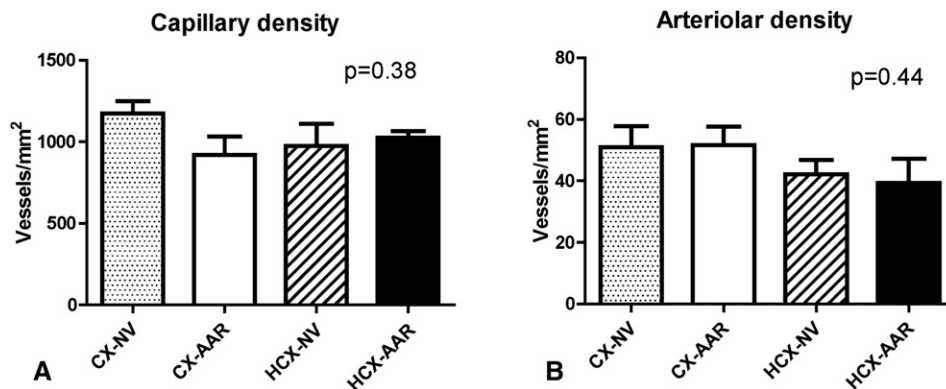 Capillary density
1500
1000
500
0
Vessels/mm²
p=0.38
CX-NV
CX-AAR
HCX-NV
HCX-AAR
A
Arteriolar density
80
60
40
20
0
Vessels/mm²
p=0.44
CX-NV
CX-AAR
HCX-NV
HCX-AAR
B